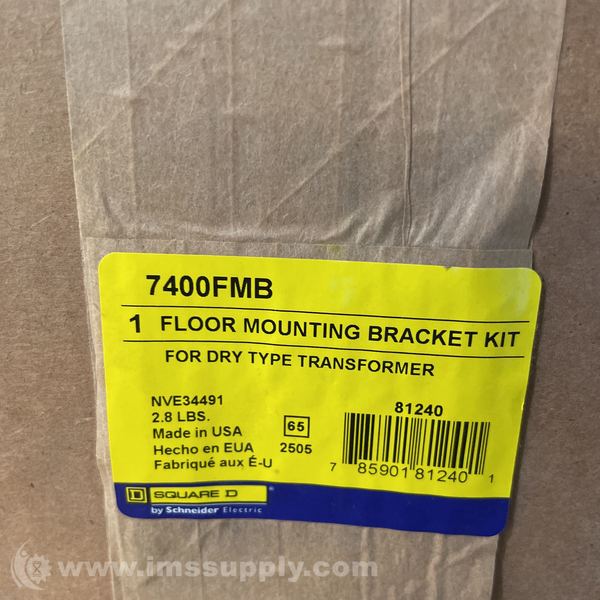 7400FMB
1 FLOOR MOUNTING BRACKET KIT
FOR DRY TYPE TRANSFORMER
NVE34491
2.8 LBS.
Made in USA
Hecho en EUA
Fabriqué aux É-U
65
2505
81240
7 85901 81240 1
D SQUARE D
by Schneider Electric
www.imssupply.com